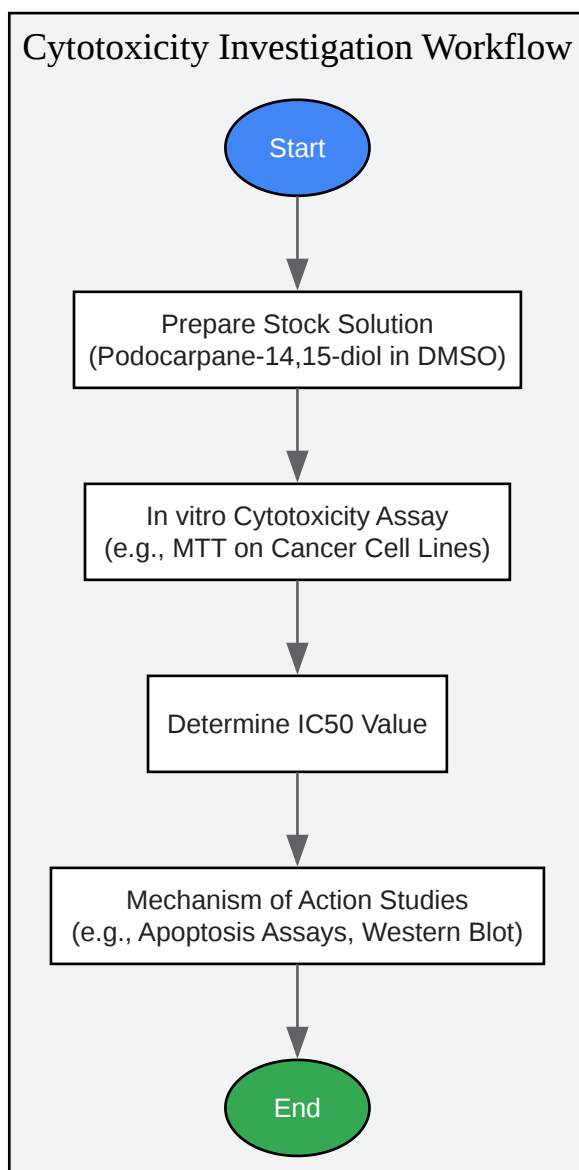 Cytotoxicity Investigation Workflow
Start
Prepare Stock Solution
(Podocarpane-14,15-diol in DMSO)
In vitro Cytotoxicity Assay
(e.g., MTT on Cancer Cell Lines)
Determine IC50 Value
Mechanism of Action Studies
(e.g., Apoptosis Assays, Western Blot)
End